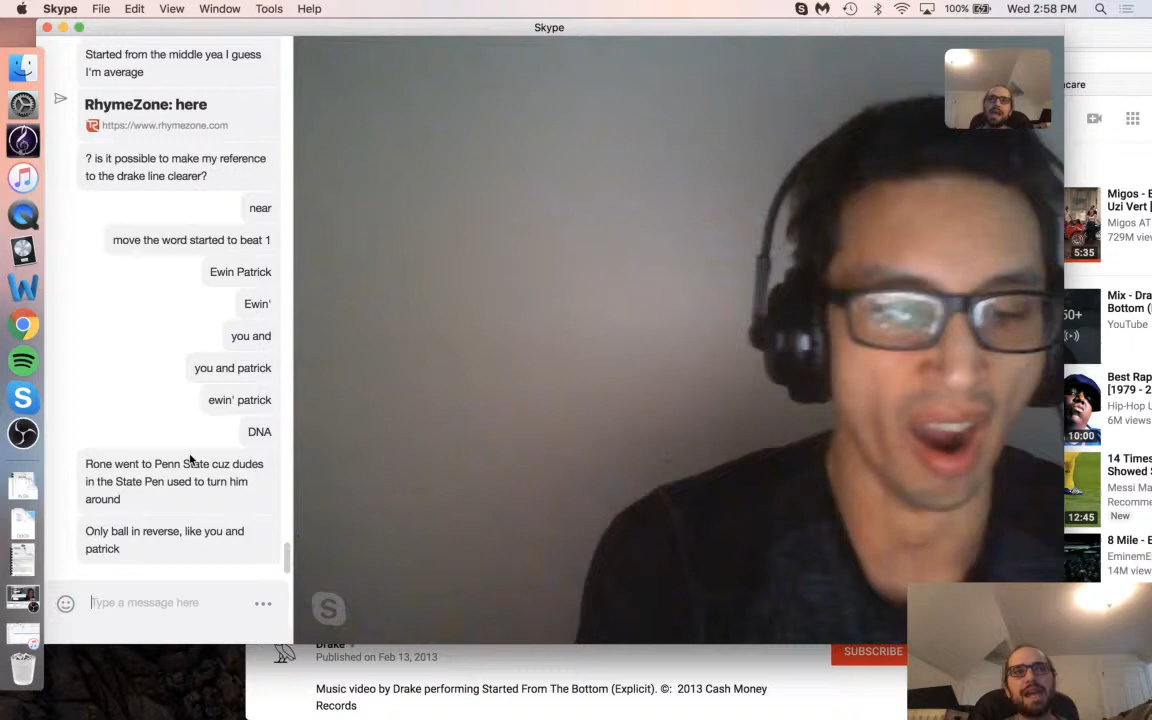 Skype File Edit View Window Tools Help
100% Wed 2:58 PM
Skype
Started from the middle yea I guess
I'm average
RhymeZone: here
https://www.rhymezone.com
? is it possible to make my reference
to the drake line clearer?
near
move the word started to beat 1
Ewin Patrick
Ewin'
you and
you and patrick
ewin' patrick
DNA
Rone went to Penn State cuz dudes
in the State Pen used to turn him
around
Only ball in reverse, like you and
patrick
Type a message here
care
Migos -
Uzi Vert [
Migos AT
729M view
5:35
Mix - Dra
Bottom (
YouTube
50+
Best Rap
[1979 - 2
Hip-Hop U
6M views
10:00
14 Times
Showed S
Messi Ma
Recomme
New
12:45
8 Mile - E
EminemE
14M view
Drake
Published on Feb 13, 2013
SUBSCRIBE
Music video by Drake performing Started From The Bottom (Explicit). ©: 2013 Cash Money
Records